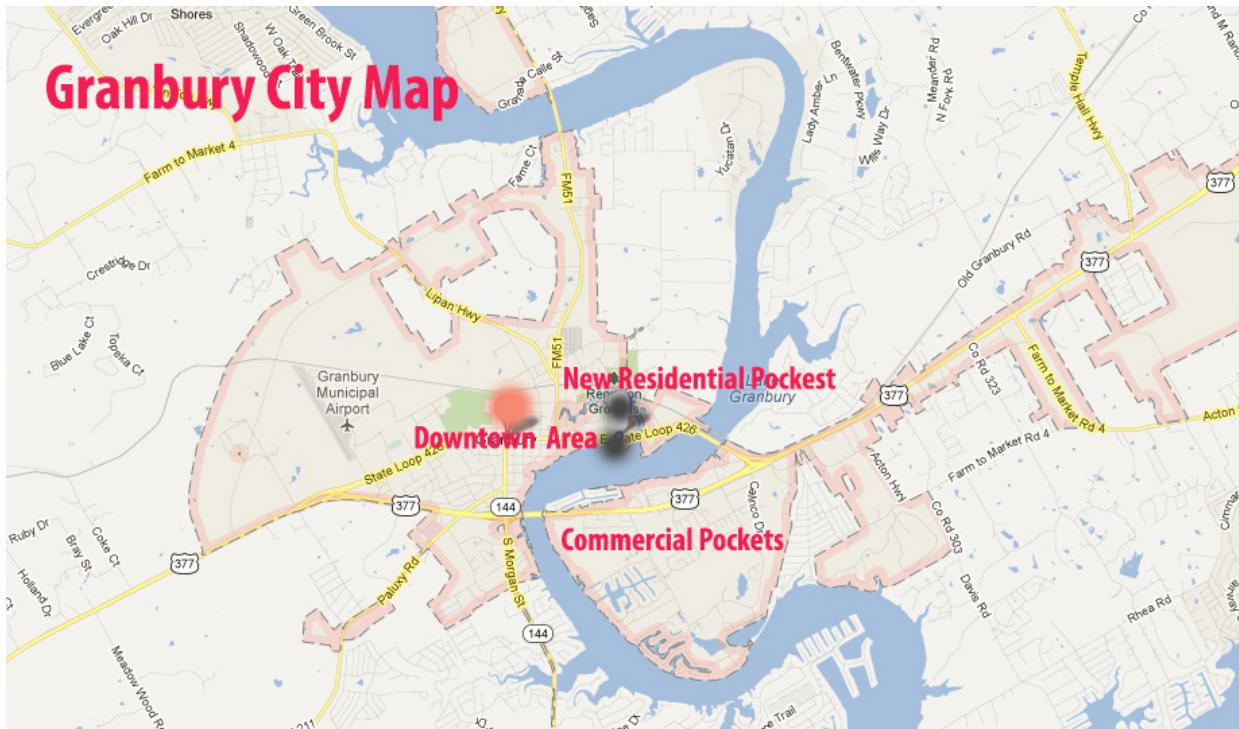 Evergreen
Oak Hill Dr
Shores
Green Brook St
W Oak Trail
Shadowood Ct
Granada Calle St
Granbury City Map
Farm to Market 4
Fame Ct
FM51
Yucatan Dr
Lady Amber Ln
Bentwater Pkwy
Wills Way Dr
Meander Rd
N Fork Rd
Temple Hall Hwy
377
377
Old Granbury Rd
Crestridge Dr
Blue Lake Ct
Topeka Ct
Lipan Hwy
FM51
Granbury
Municipal
Airport
New Residential Pockest
Granbury
Downtown Area
State Loop 426
State Loop 426
377
Co Rd 323
Farm to Market Rd 4
Acton
Farm to Market Rd 4
Acton Hwy
Co Rd 303
377
377
144
377
Commercial Pockets
Ruby Dr
Bray St
Coke Ct
Holland Dr
Paluxy Rd
S Morgan St
144
Davis Rd
Rhea Rd
Meadow Wood Rd
Trail